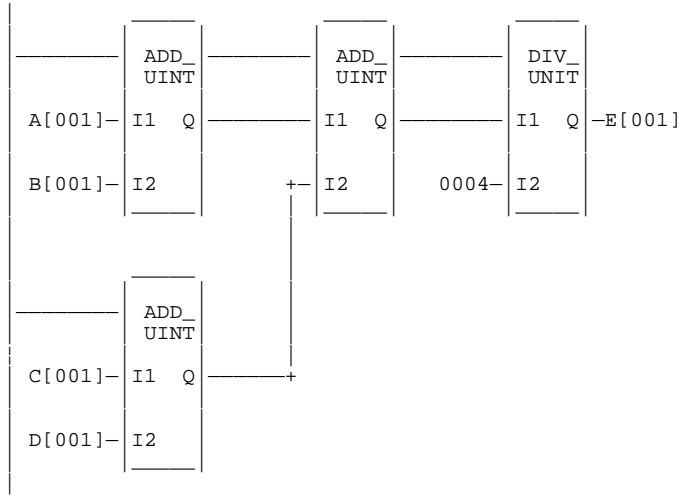 ADD_ ADD_ DIV_
UINT UINT UNIT
A[001] I1 Q I1 Q I1 Q E[001]
B[001] I2 I2 0004 I2
ADD_
UINT
C[001] I1 Q
D[001] I2